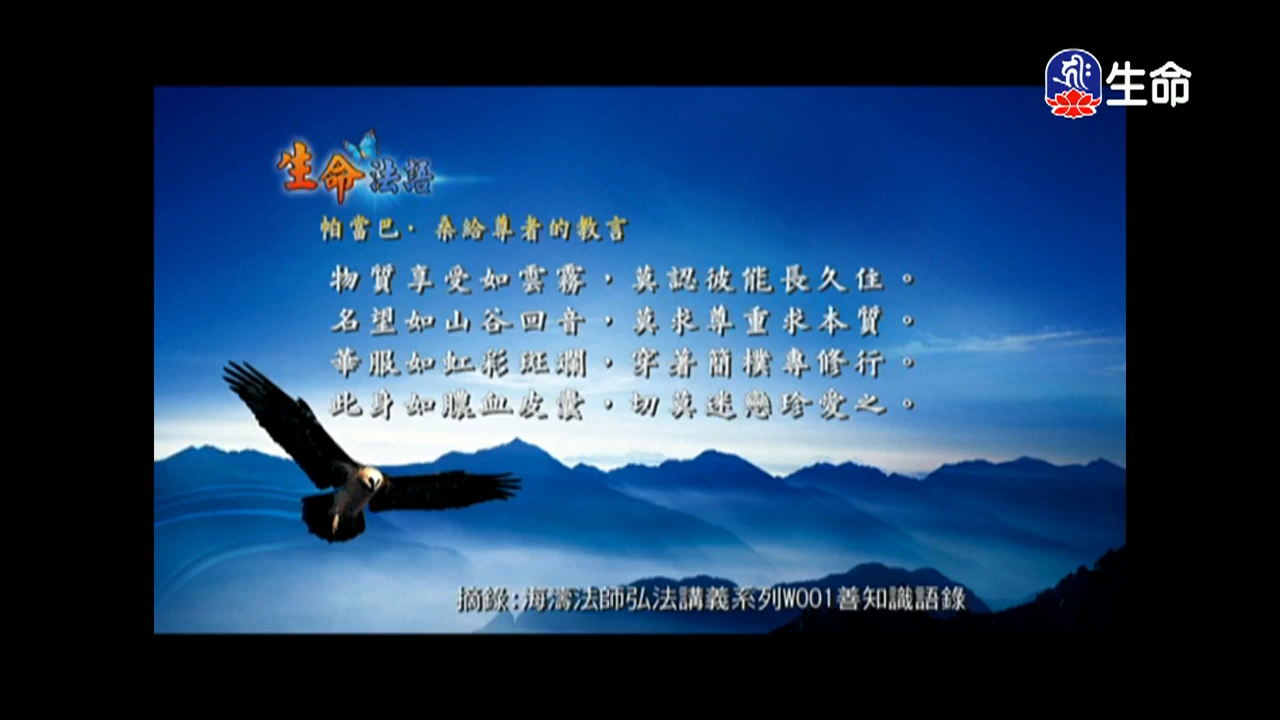 生命
生命法語
帕當巴．桑給尊者的教言
物質享受如雲霧，莫認彼能長久住。
名望如山谷回音，莫求尊重求本質。
華服如虹彩斑斕，穿著簡樸專修行。
此身如膿血皮囊，切莫迷戀珍愛之。
摘錄:海濤法師弘法講義系列W001善知識語錄